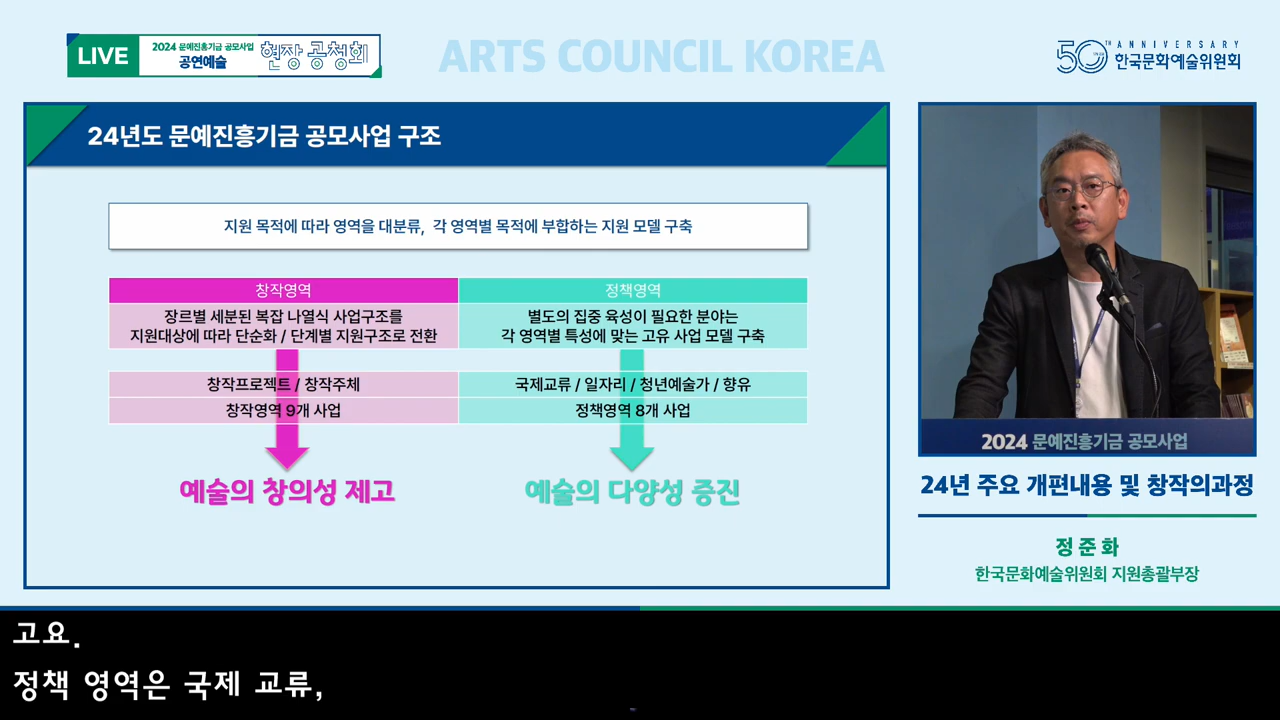 LIVE
2024 문예진흥기금 공모사업
공연예술
현장 공청회
ARTS COUNCIL KOREA
50TH ANNIVERSARY
한국문화예술위원회
24년도 문예진흥기금 공모사업 구조
지원 목적에 따라 영역을 대분류, 각 영역별 목적에 부합하는 지원 모델 구축
창작영역
정책영역
장르별 세분된 복잡 나열식 사업구조를
지원대상에 따라 단순화 / 단계별 지원구조로 전환
별도의 집중 육성이 필요한 분야는
각 영역별 특성에 맞는 고유 사업 모델 구축
창작프로젝트 / 창작주체
국제교류 / 일자리 / 청년예술가 / 향유
창작영역 9개 사업
정책영역 8개 사업
예술의 창의성 제고
예술의 다양성 증진
2024 문예진흥기금 공모사업
24년 주요 개편내용 및 창작의과정
정준화
한국문화예술위원회 지원총괄부장
고요.
정책 영역은 국제 교류,